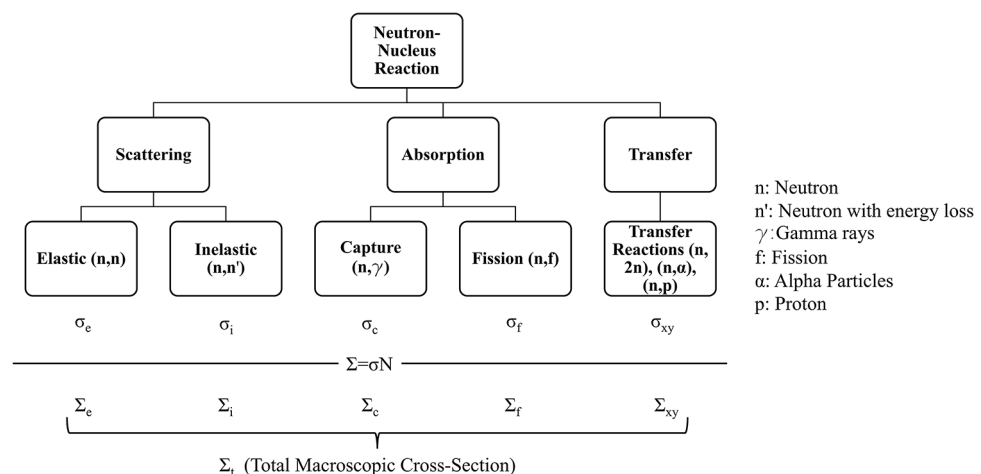 Neutron-
Nucleus
Reaction
Scattering
Absorption
Transfer
Elastic (n,n)
Inelastic
(n,n')
Capture
(n,γ)
Fission (n,f)
Transfer
Reactions (n,
2n), (n,α),
(n,p)
n: Neutron
n': Neutron with energy loss
γ:Gamma rays
f: Fission
α: Alpha Particles
p: Proton
σe σi σc σf σxy
Σ=σN
Σe Σi Σc Σf Σxy
Σt (Total Macroscopic Cross-Section)